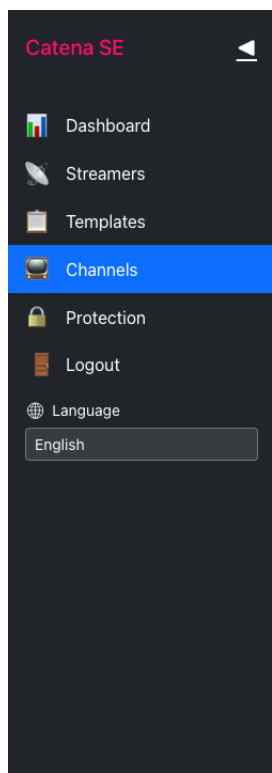 Catena SE
Dashboard
Streamers
Templates
Channels
Protection
Logout
Language
English